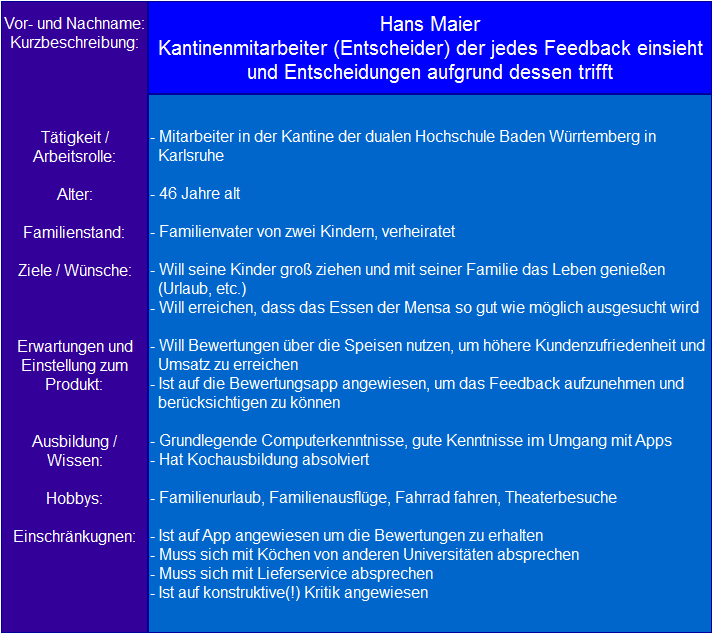 Vor- und Nachname:
Kurzbeschreibung:
Hans Maier
Kantinenmitarbeiter (Entscheider) der jedes Feedback einsieht
und Entscheidungen aufgrund dessen trifft
Tätigkeit /
Arbeitsrolle:
- Mitarbeiter in der Kantine der dualen Hochschule Baden Würrtemberg in
Karlsruhe
Alter:
- 46 Jahre alt
Familienstand:
- Familienvater von zwei Kindern, verheiratet
Ziele / Wünsche:
- Will seine Kinder groß ziehen und mit seiner Familie das Leben genießen
(Urlaub, etc.)
- Will erreichen, dass das Essen der Mensa so gut wie möglich ausgesucht wird
Erwartungen und
Einstellung zum
Produkt:
- Will Bewertungen über die Speisen nutzen, um höhere Kundenzufriedenheit und
Umsatz zu erreichen
- Ist auf die Bewertungsapp angewiesen, um das Feedback aufzunehmen und
berücksichtigen zu können
Ausbildung /
Wissen:
- Grundlegende Computerkenntnisse, gute Kenntnisse im Umgang mit Apps
- Hat Kochausbildung absolviert
Hobbys:
- Familienurlaub, Familienausflüge, Fahrrad fahren, Theaterbesuche
Einschränkugnen:
- Ist auf App angewiesen um die Bewertungen zu erhalten
- Muss sich mit Köchen von anderen Universitäten absprechen
- Muss sich mit Lieferservice absprechen
- Ist auf konstruktive(!) Kritik angewiesen